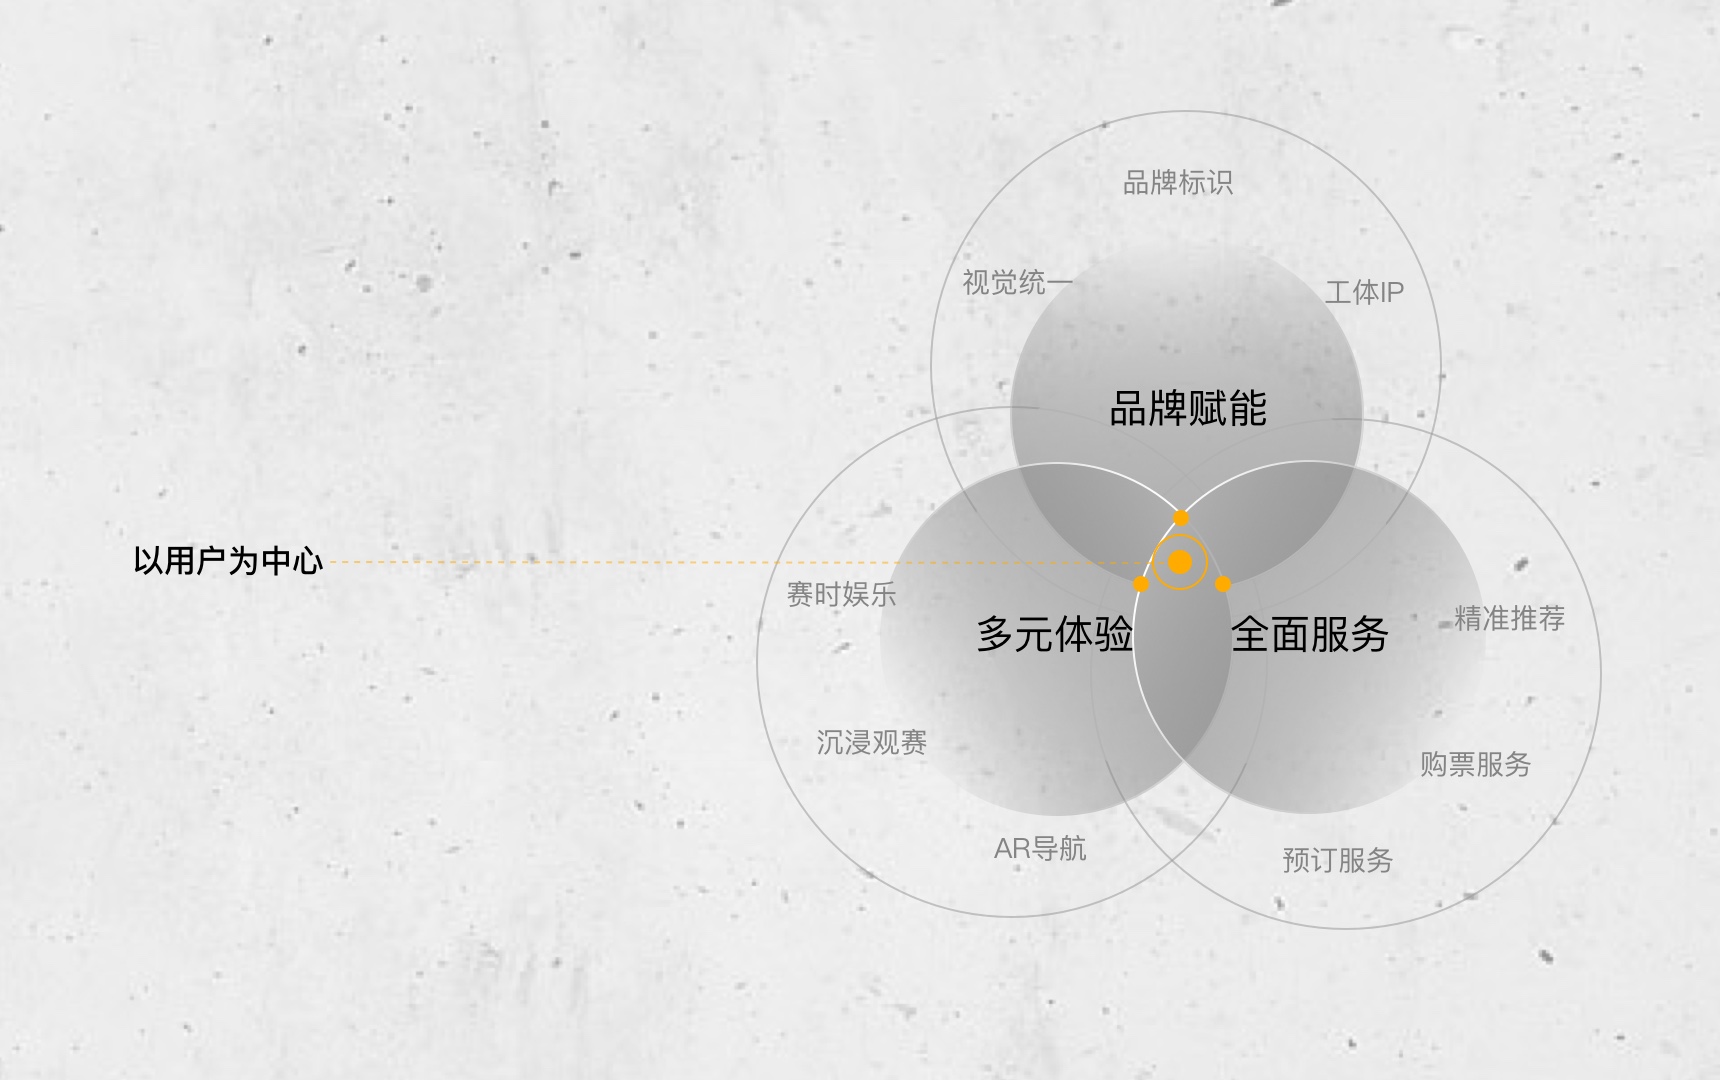 品牌标识
视觉统一
工体IP
品牌赋能
以用户为中心
赛时娱乐
多元体验
全面服务
精准推荐
沉浸观赛
购票服务
AR导航
预订服务